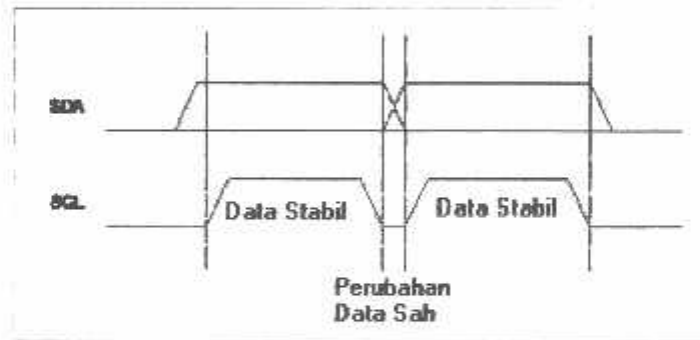 SDA
SCL
Data Stabil
Data Stabil
Perubahan
Data Sah